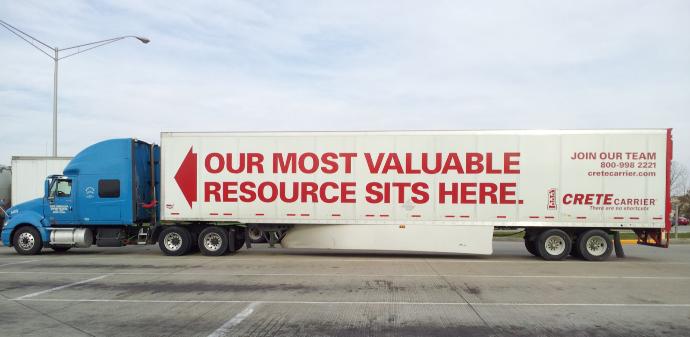 OUR MOST VALUABLE
RESOURCE SITS HERE.
JOIN OUR TEAM
800-998 2221
cretecarrier.com
CRETE CARRIER
There are no shortcuts